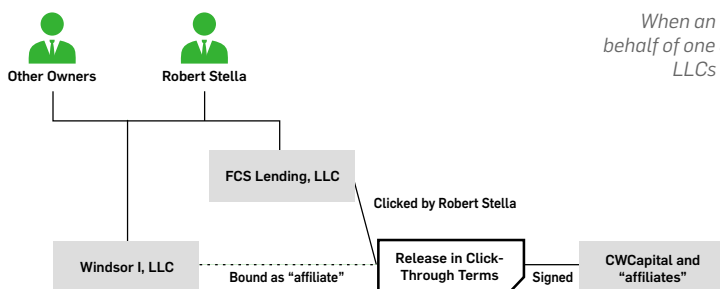 When an
behalf of one
LLCs
Other Owners
Robert Stella
FCS Lending, LLC
Clicked by Robert Stella
Windsor I, LLC
Bound as “affiliate”
Release in Click-
Through Terms
Signed
CWCapital and
“affiliates”